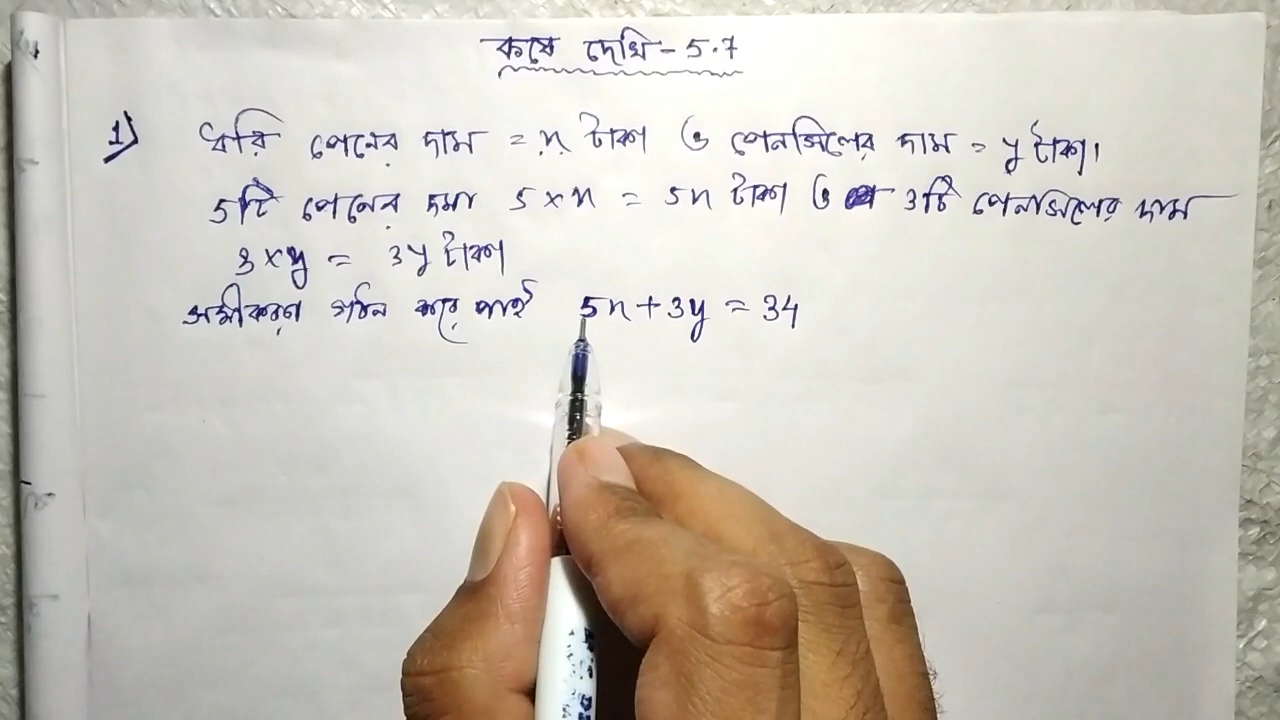 কষে দেখি - 5.7
1) ধরি পেনের দাম = x টাকা ও পেনসিলের দাম = y টাকা।
5টি পেনের দমা 5 × x = 5x টাকা ও 3টি পেনসিলের দাম
3 × y = 3y টাকা
সমীকরণ গঠন করে পাই 5x + 3y = 34